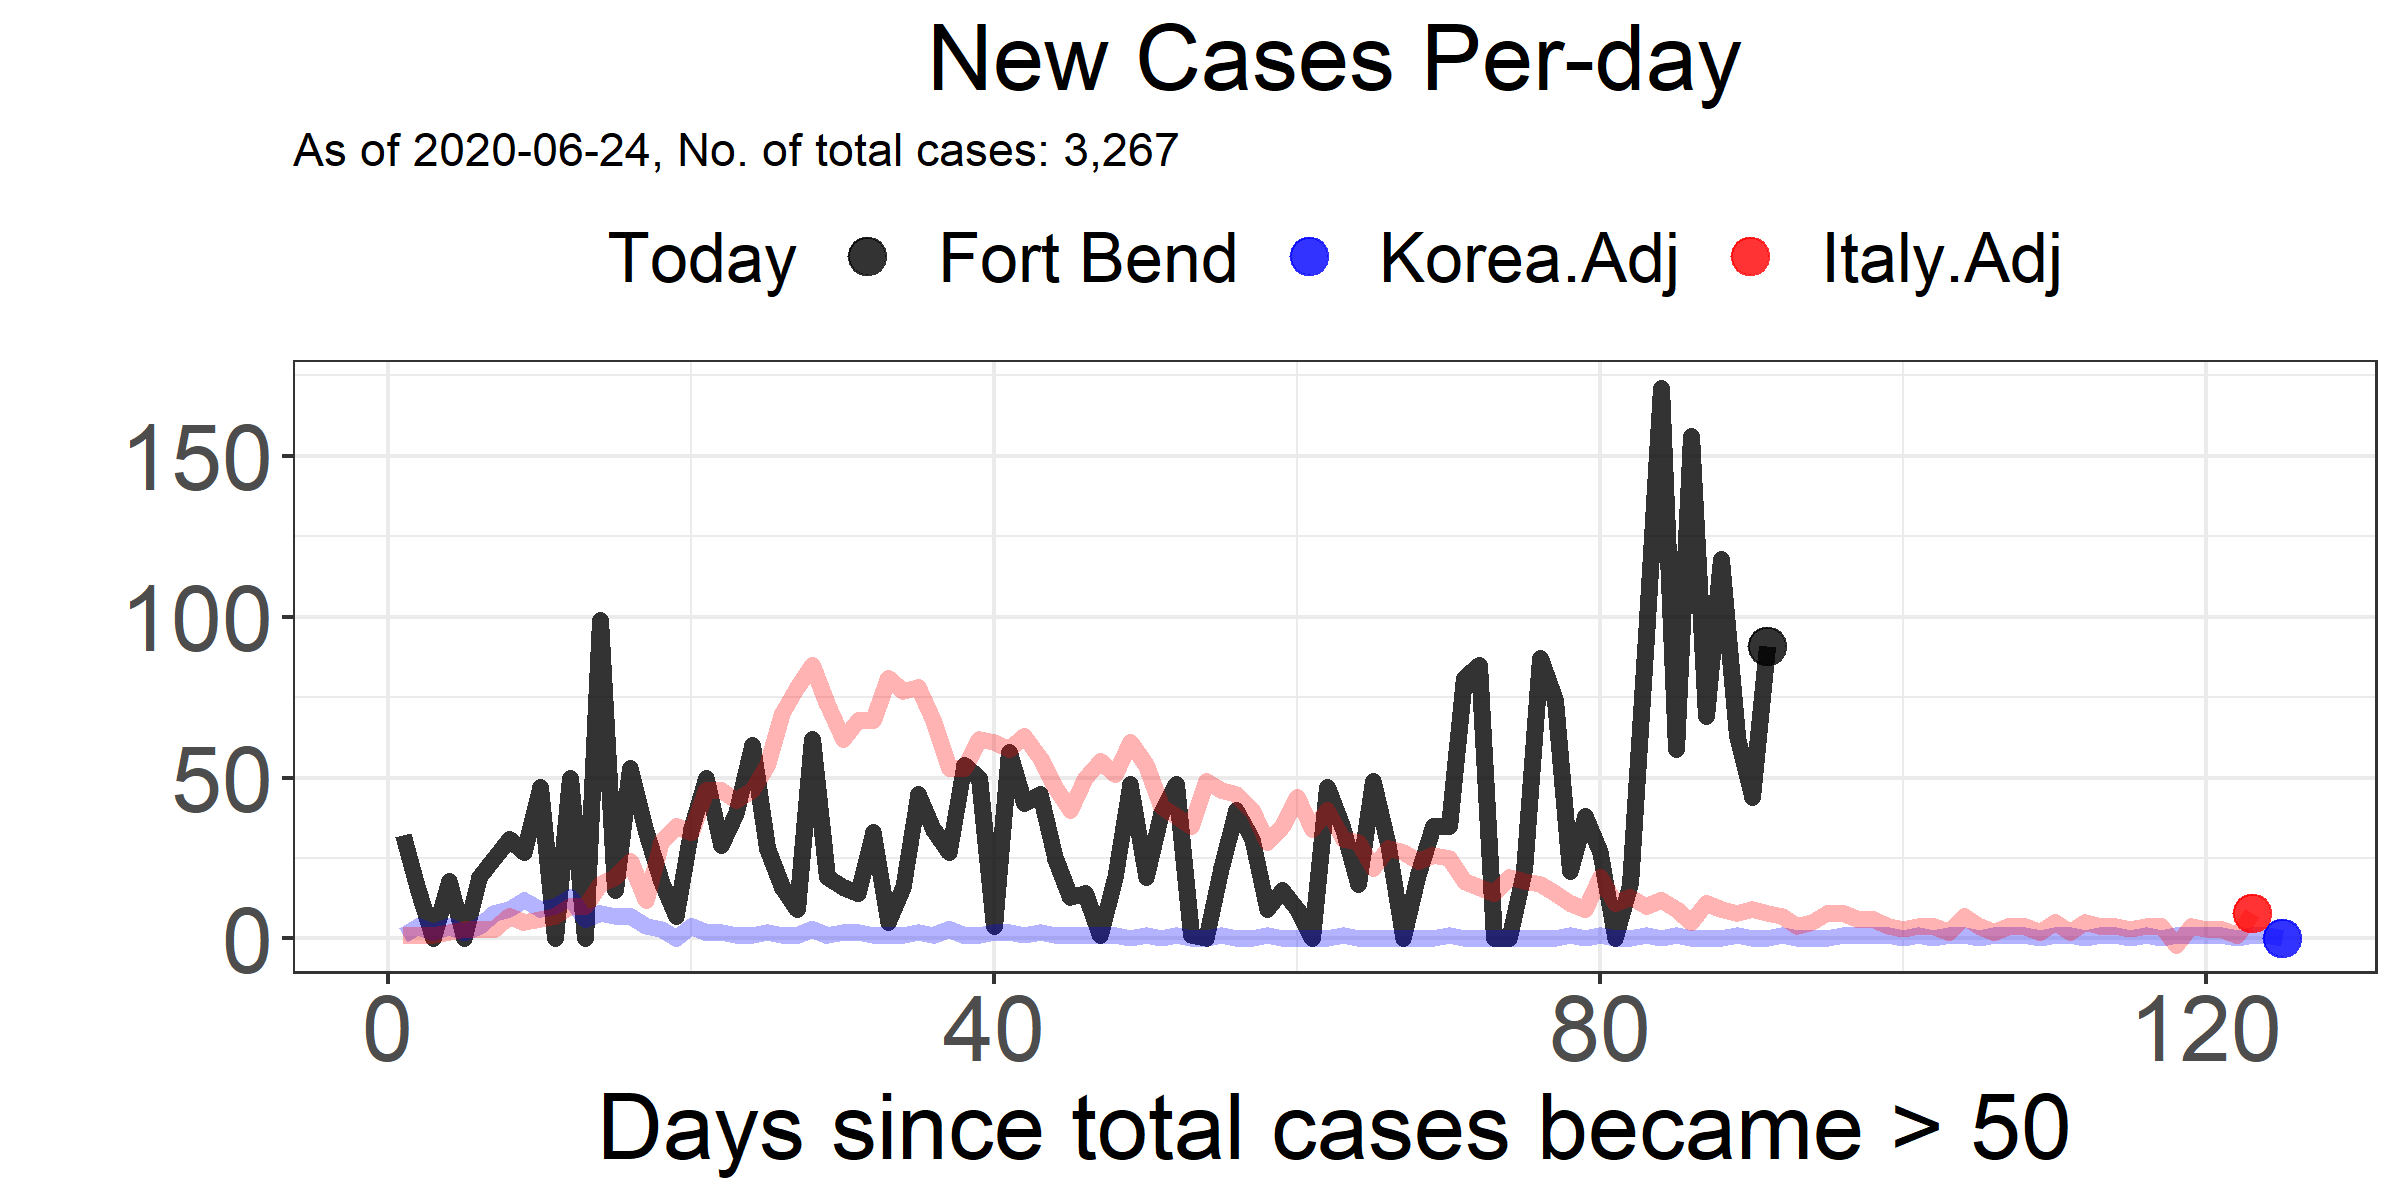 New Cases Per-day
As of 2020-06-24, No. of total cases: 3,267
Today Fort Bend Korea.Adj Italy.Adj
150
100
50
0
0 40 80 120
Days since total cases became > 50